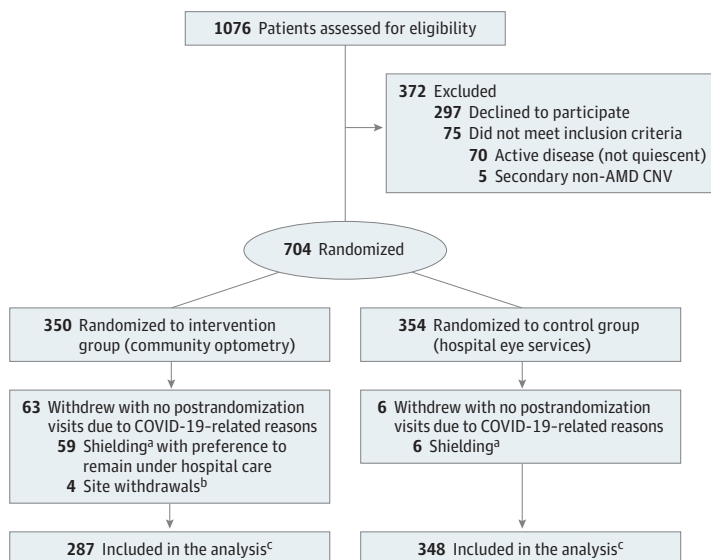 1076 Patients assessed for eligibility
372 Excluded
297 Declined to participate
75 Did not meet inclusion criteria
70 Active disease (not quiescent)
5 Secondary non-AMD CNV
704 Randomized
350 Randomized to intervention
group (community optometry)
354 Randomized to control group
(hospital eye services)
63 Withdrew with no postrandomization
visits due to COVID-19–related reasons
59 Shieldingᵃ with preference to
remain under hospital care
4 Site withdrawalsᵇ
6 Withdrew with no postrandomization
visits due to COVID-19–related reasons
6 Shieldingᵃ
287 Included in the analysisᶜ
348 Included in the analysisᶜ